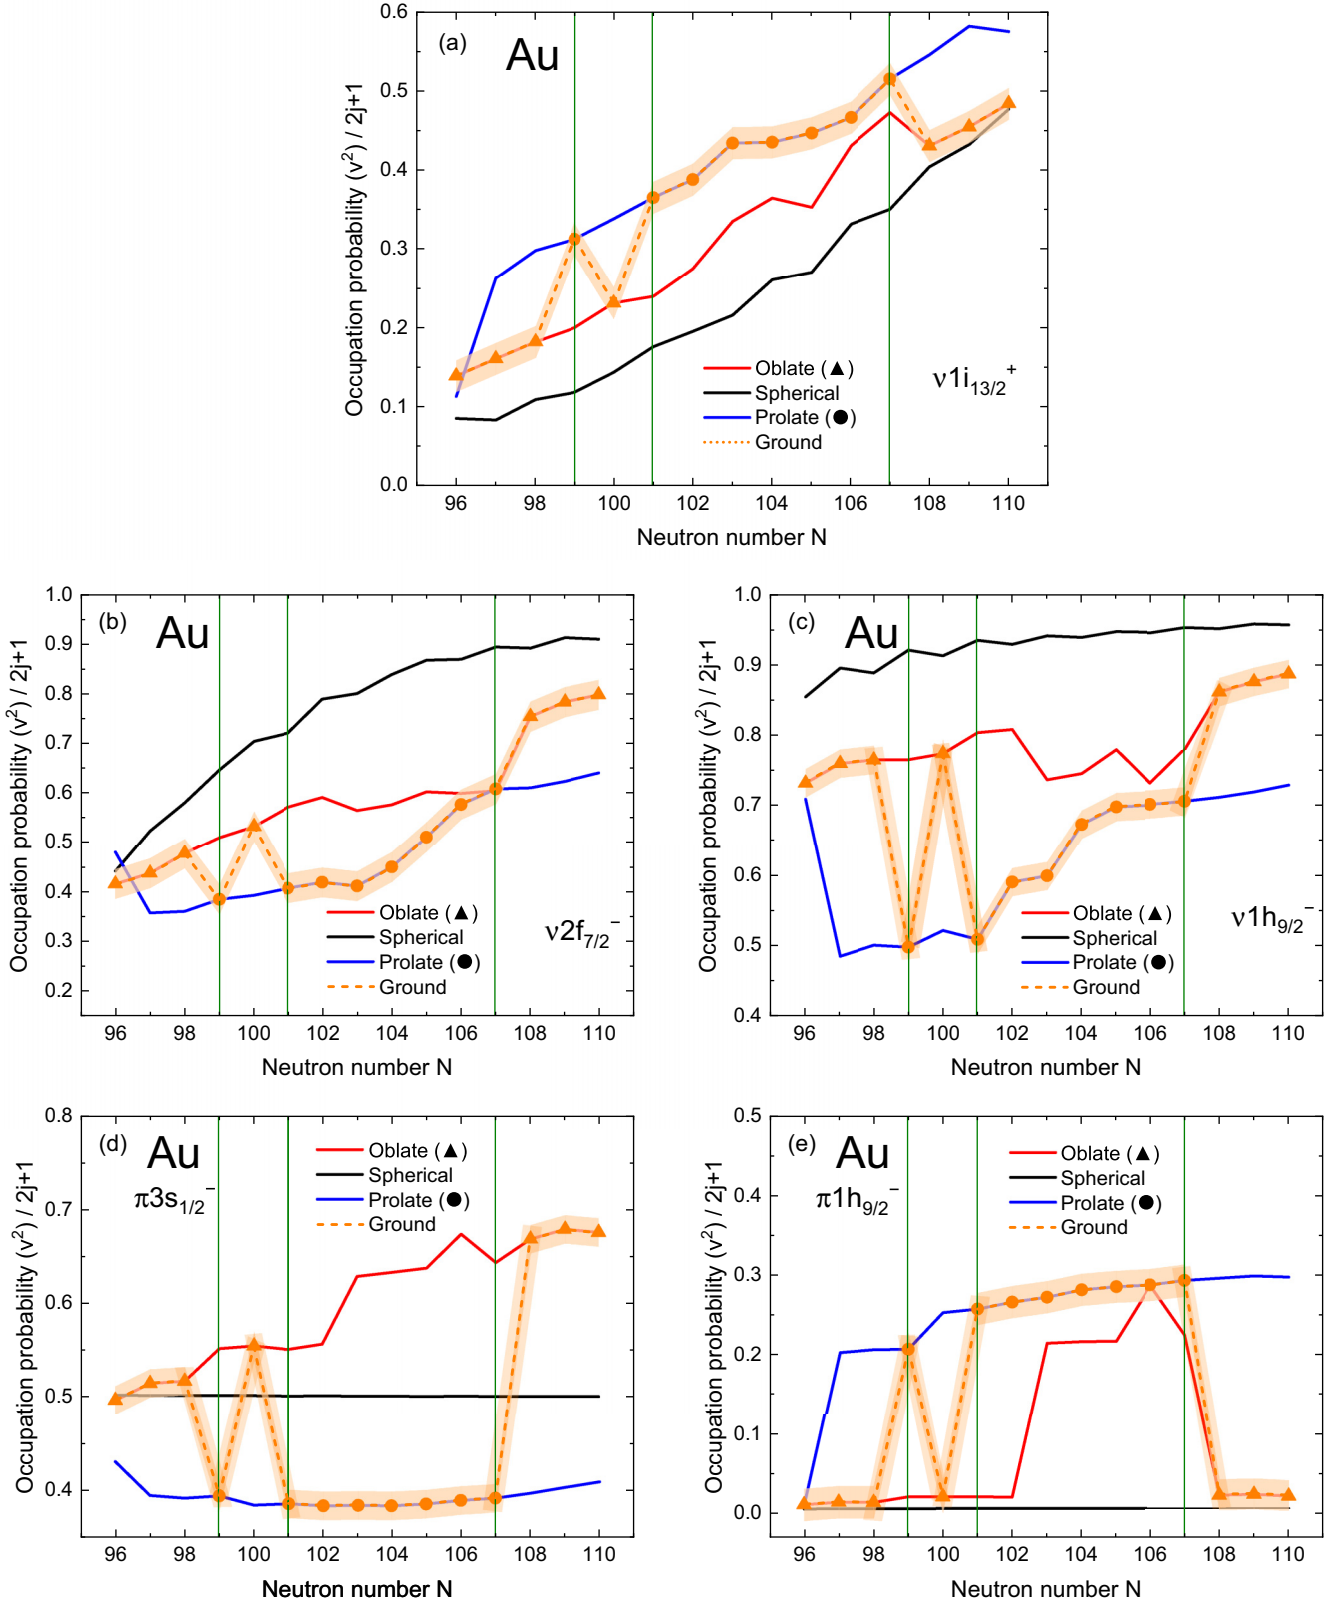 (a)
Au
Occupation probability (v²) / 2j+1
0.6
0.5
0.4
0.3
0.2
0.1
0.0
Oblate (▲)
Spherical
Prolate (●)
Ground
ν1i13/2+
96 98 100 102 104 106 108 110
Neutron number N
(b)
Au
Occupation probability (v²) / 2j+1
1.0
0.9
0.8
0.7
0.6
0.5
0.4
0.3
0.2
Oblate (▲)
Spherical
Prolate (●)
Ground
ν2f7/2−
96 98 100 102 104 106 108 110
Neutron number N
(c)
Au
Occupation probability (v²) / 2j+1
1.0
0.9
0.8
0.7
0.6
0.5
0.4
Oblate (▲)
Spherical
Prolate (●)
Ground
ν1h9/2−
96 98 100 102 104 106 108 110
Neutron number N
(d)
Au
π3s1/2−
Occupation probability (v²) / 2j+1
0.8
0.7
0.6
0.5
0.4
Oblate (▲)
Spherical
Prolate (●)
Ground
96 98 100 102 104 106 108 110
Neutron number N
(e)
Au
π1h9/2−
Occupation probability (v²) / 2j+1
0.5
0.4
0.3
0.2
0.1
0.0
Oblate (▲)
Spherical
Prolate (●)
Ground
96 98 100 102 104 106 108 110
Neutron number N